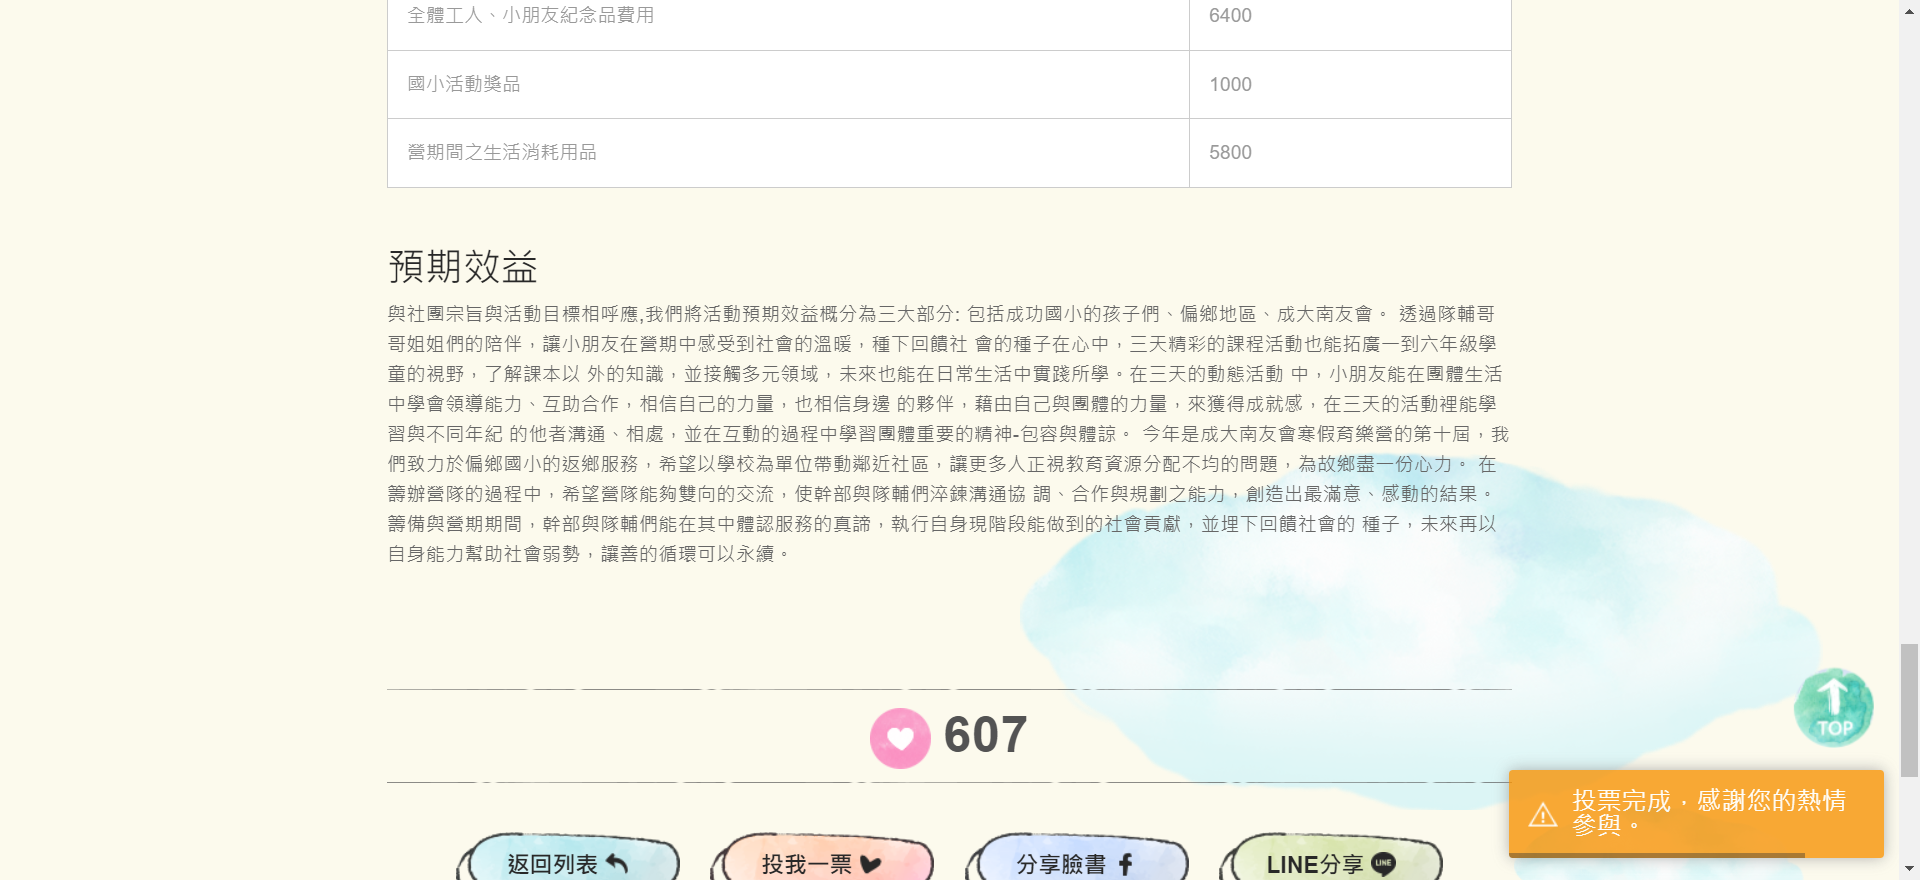 全體工人、小朋友紀念品費用 6400
國小活動獎品 1000
營期間之生活消耗用品 5800
預期效益
與社團宗旨與活動目標相呼應,我們將活動預期效益概分為三大部分: 包括成功國小的孩子們、偏鄉地區、成大南友會。 透過隊輔哥
哥姐姐們的陪伴，讓小朋友在營期中感受到社會的溫暖，種下回饋社 會的種子在心中，三天精彩的課程活動也能拓廣一到六年級學
童的視野，了解課本以 外的知識，並接觸多元領域，未來也能在日常生活中實踐所學。在三天的動態活動 中，小朋友能在團體生活
中學會領導能力、互助合作，相信自己的力量，也相信身邊 的夥伴，藉由自己與團體的力量，來獲得成就感，在三天的活動裡能學
習與不同年紀 的他者溝通、相處，並在互動的過程中學習團體重要的精神-包容與體諒。 今年是成大南友會寒假育樂營的第十屆，我
們致力於偏鄉國小的返鄉服務，希望以學校為單位帶動鄰近社區，讓更多人正視教育資源分配不均的問題，為故鄉盡一份心力。 在
籌辦營隊的過程中，希望營隊能夠雙向的交流，使幹部與隊輔們淬鍊溝通協 調、合作與規劃之能力，創造出最滿意、感動的結果。
籌備與營期期間，幹部與隊輔們能在其中體認服務的真諦，執行自身現階段能做到的社會貢獻，並埋下回饋社會的 種子，未來再以
自身能力幫助社會弱勢，讓善的循環可以永續。
607
TOP
投票完成，感謝您的熱情
參與。
返回列表
投我一票
分享臉書
LINE分享 LINE